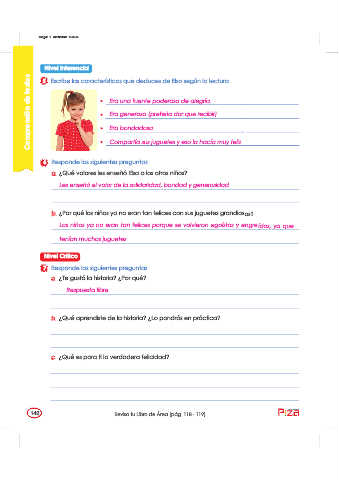 Comprensión de lectura
Nivel Inferencial
Escribe las características que deduces de Elsa según la lectura.
• Era una fuente poderosa de alegría.
• Era generosa (prefería dar que recibir)
• Era bondadosa
• Compartía sus juguetes y eso la hacía muy feliz
Responde las siguientes preguntas:
a. ¿Qué valores les enseñó Elsa a los otros niños?
Les enseñó el valor de la solidaridad, bondad y generosidad
b. ¿Por qué los niños ya no eran tan felices con sus juguetes grandiosos?
Los niños ya no eran tan felices porque se volvieron egoístas y engreídos, ya que
tenían muchos juguetes
Nivel Crítico
Responde las siguientes preguntas:
a. ¿Te gustó la historia? ¿Por qué?
Respuesta libre
b. ¿Qué aprendiste de la historia? ¿Lo pondrás en práctica?
c. ¿Qué es para ti la verdadera felicidad?
142
Revisa tu Libro de Área (pág. 118 - 119)